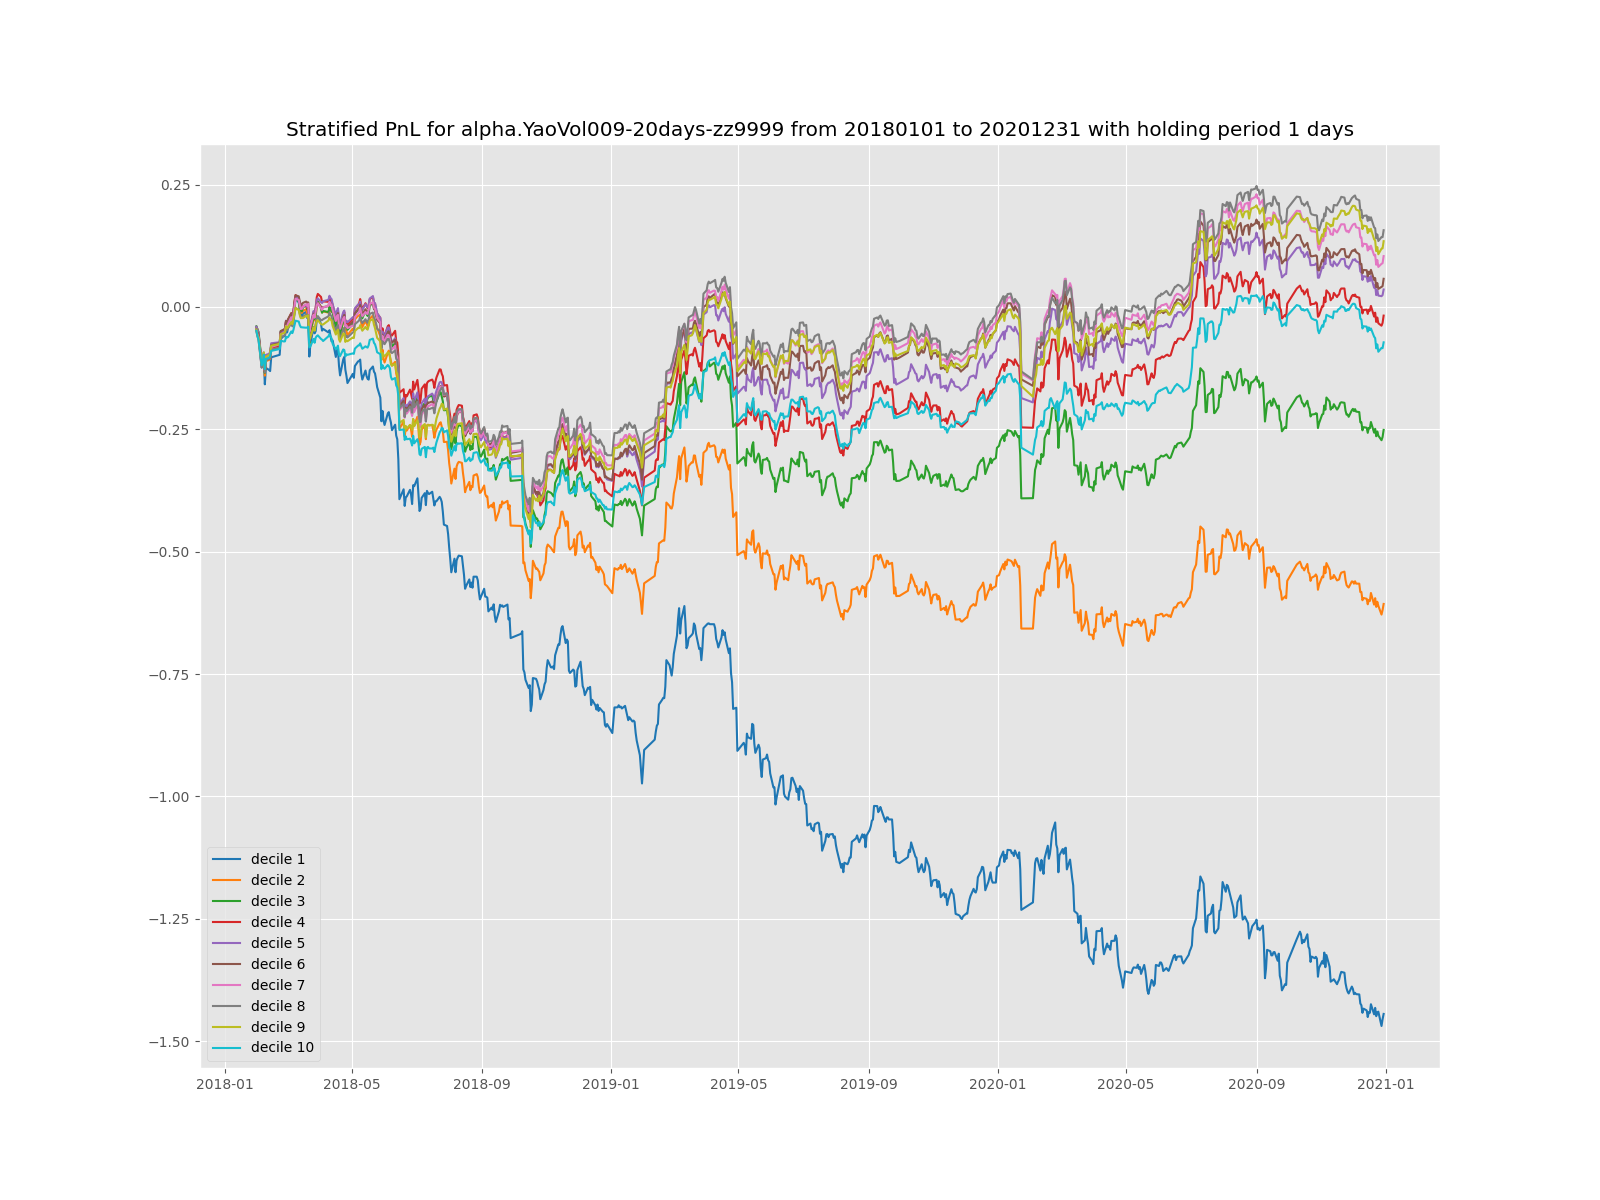 Stratified PnL for alpha.YaoVol009-20days-zz9999 from 20180101 to 20201231 with holding period 1 days
0.25
0.00
−0.25
−0.50
−0.75
−1.00
−1.25
−1.50
decile 1
decile 2
decile 3
decile 4
decile 5
decile 6
decile 7
decile 8
decile 9
decile 10
2018-01
2018-05
2018-09
2019-01
2019-05
2019-09
2020-01
2020-05
2020-09
2021-01